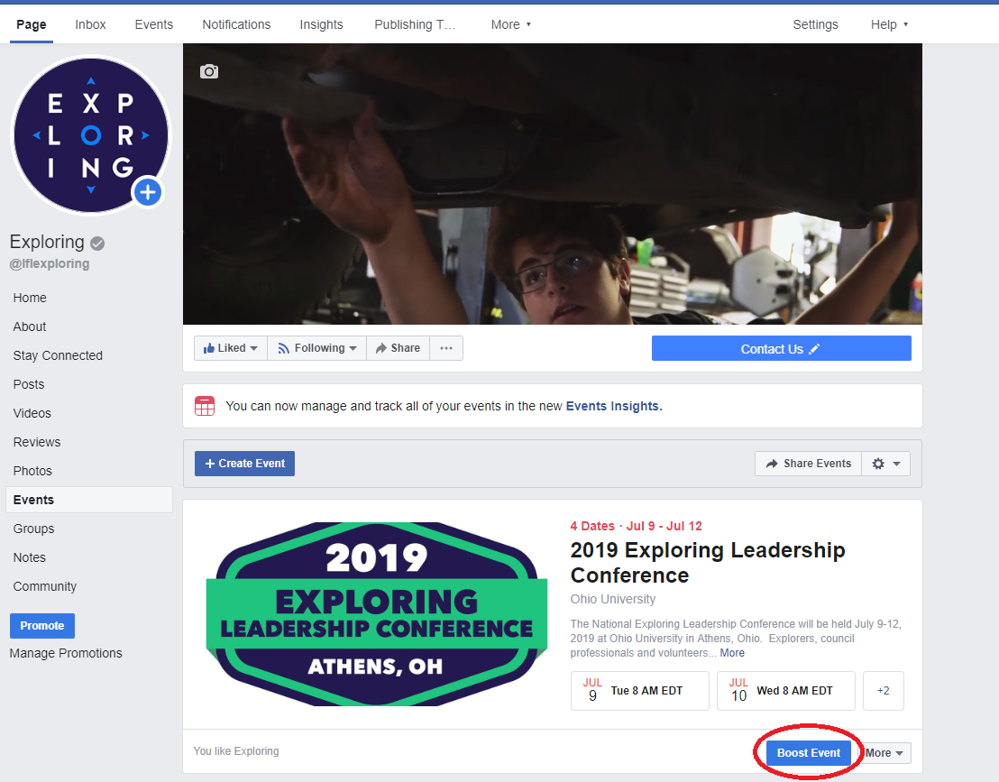 Page Inbox Events Notifications Insights Publishing T… More Settings Help
E X P
L O R
I N G
Exploring
@lflexploring
Home
About
Stay Connected
Posts
Videos
Reviews
Photos
Events
Groups
Notes
Community
Promote
Manage Promotions
Liked Following Share ··· Contact Us
You can now manage and track all of your events in the new Events Insights.
+ Create Event Share Events
2019
EXPLORING
LEADERSHIP CONFERENCE
ATHENS, OH
4 Dates · Jul 9 - Jul 12
2019 Exploring Leadership
Conference
Ohio University
The National Exploring Leadership Conference will be held July 9-12,
2019 at Ohio University in Athens, Ohio. Explorers, council
professionals and volunteers... More
JUL
9 Tue 8 AM EDT
JUL
10 Wed 8 AM EDT
+2
You like Exploring Boost Event More